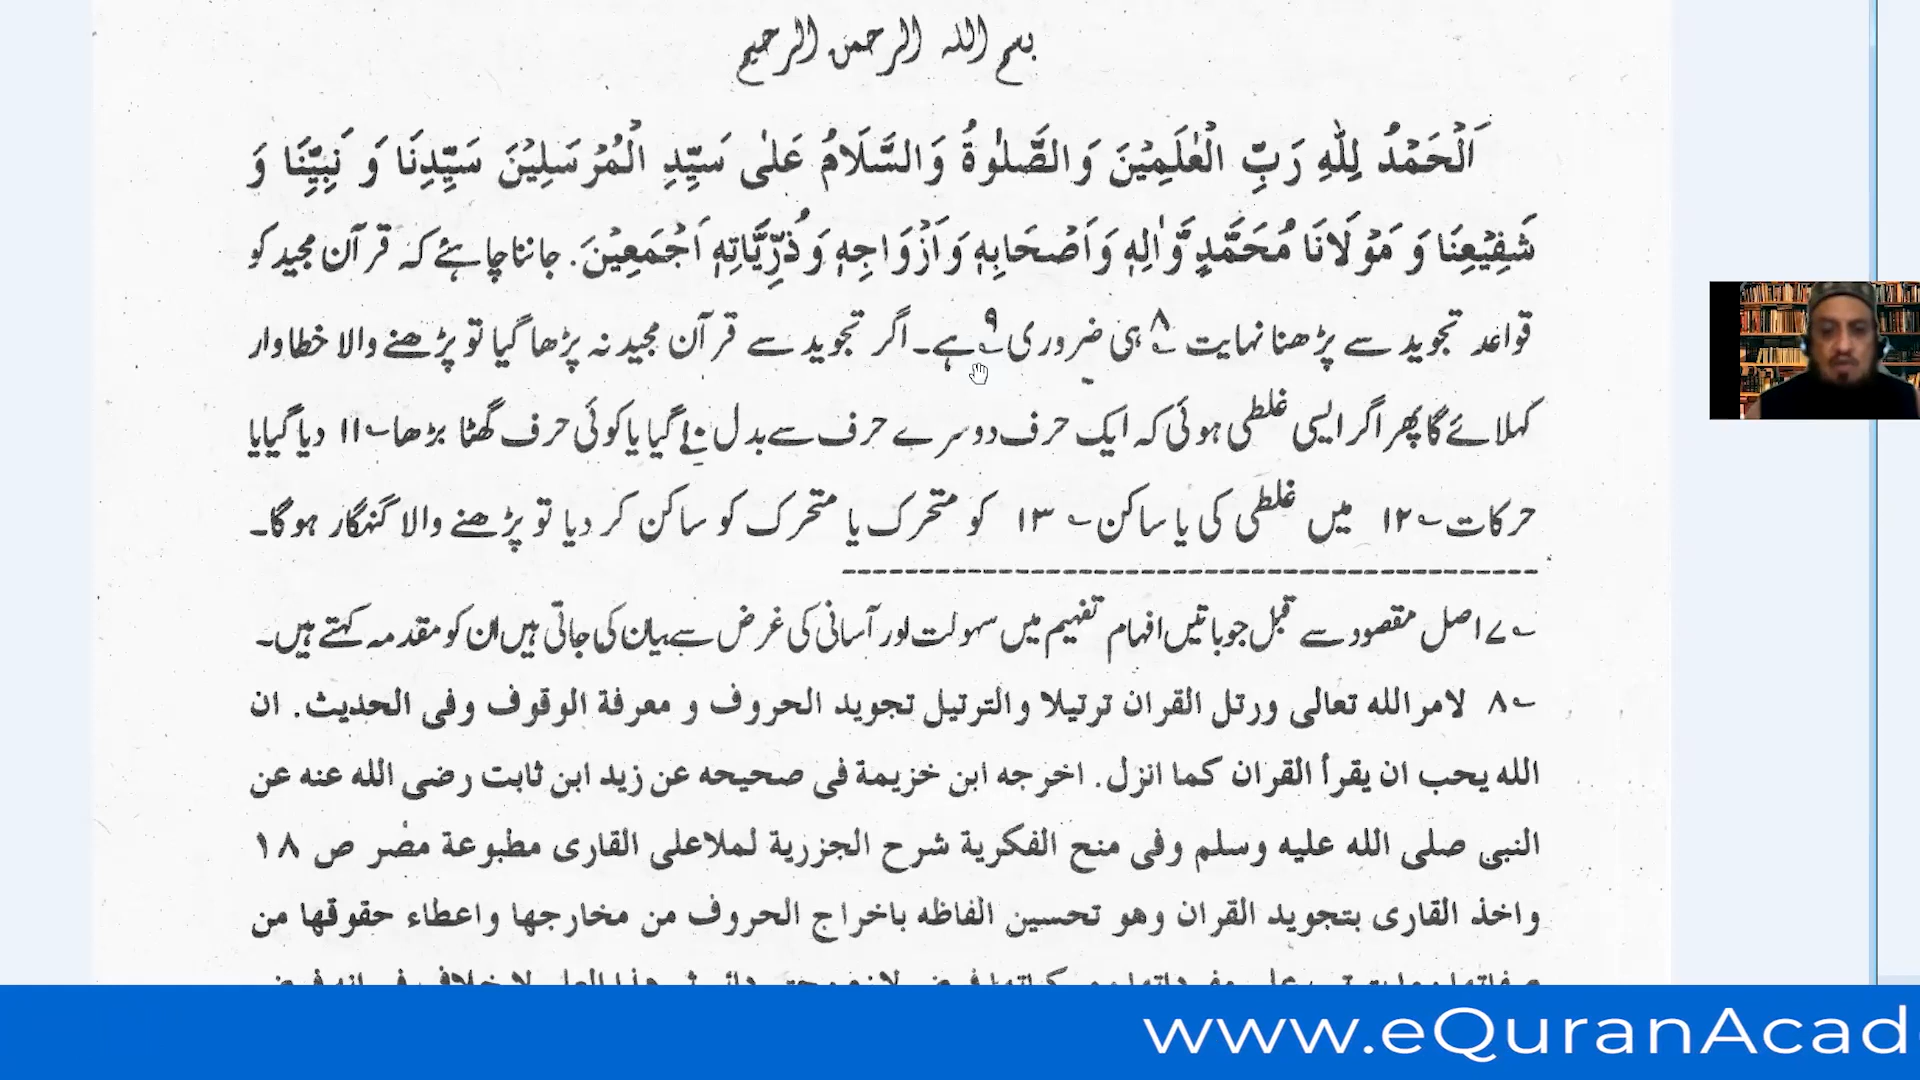 بسم الله الرحمن الرحيم
اَلْحَمْدُ لِلّٰهِ رَبِّ الْعٰلَمِيْنَ وَالصَّلٰوةُ وَالسَّلَامُ عَلٰى سَيِّدِ الْمُرْسَلِيْنَ سَيِّدِنَا وَ نَبِيِّنَا وَ
شَفِيْعِنَا وَ مَوْلَانَا مُحَمَّدٍ وَّاٰلِهٖ وَاَصْحَابِهٖ وَاَزْوَاجِهٖ وَذُرِّيَّاتِهٖ اَجْمَعِيْنَ. جاننا چاہئے کہ قرآن مجید کو
قواعد تجوید سے پڑھنا نہایت ۸؎ ہی ضروری ۹؎ ہے۔ اگر تجوید سے قرآن مجید نہ پڑھا گیا تو پڑھنے والا خطاوار
کہلائے گا پھر اگر ایسی غلطی ہوئی کہ ایک حرف دوسرے حرف سے بدل ۱۰؎ گیا یا کوئی حرف گھٹا بڑھا ؎۱۱ دیا گیا یا
حرکات ؎۱۲ میں غلطی کی یا ساکن ؎۱۳ کو متحرک یا متحرک کو ساکن کر دیا تو پڑھنے والا گنہگار ہوگا۔
؎۷ اصل مقصود سے قبل جو باتیں افہام تفہیم میں سہولت اور آسانی کی غرض سے بیان کی جاتی ہیں ان کو مقدمہ کہتے ہیں۔
؎۸ لامر الله تعالى ورتل القران ترتيلا والترتيل تجويد الحروف و معرفة الوقوف وفى الحديث. ان
الله يحب ان يقرأ القران كما انزل. اخرجه ابن خزيمة فى صحيحه عن زيد ابن ثابت رضى الله عنه عن
النبى صلى الله عليه وسلم وفى منح الفكرية شرح الجزرية لملاعلى القارى مطبوعة مصر ص ۱۸
واخذ القارى بتجويد القران وهو تحسين الفاظه باخراج الحروف من مخارجها واعطاء حقوقها من
www.eQuranAcad